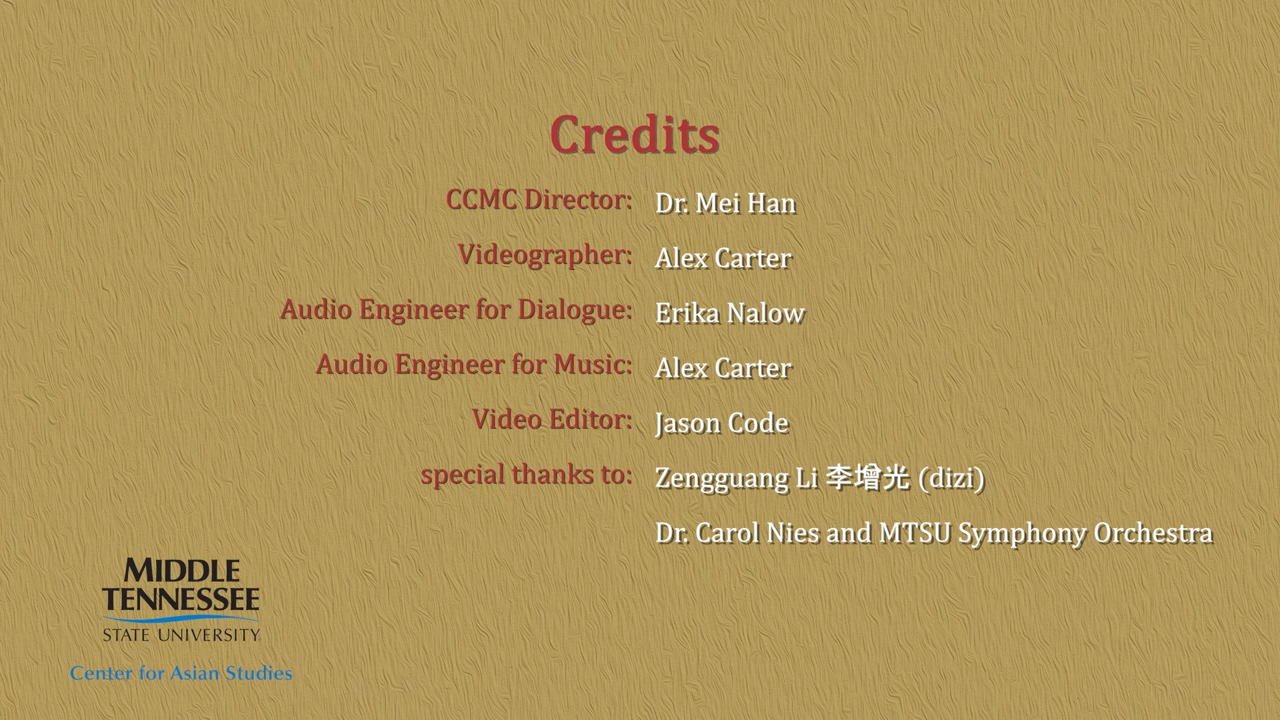 Credits
CCMC Director: Dr. Mei Han
Videographer: Alex Carter
Audio Engineer for Dialogue: Erika Nalow
Audio Engineer for Music: Alex Carter
Video Editor: Jason Code
special thanks to: Zengguang Li 李增光 (dizi)
Dr. Carol Nies and MTSU Symphony Orchestra
MIDDLE
TENNESSEE
STATE UNIVERSITY
Center for Asian Studies